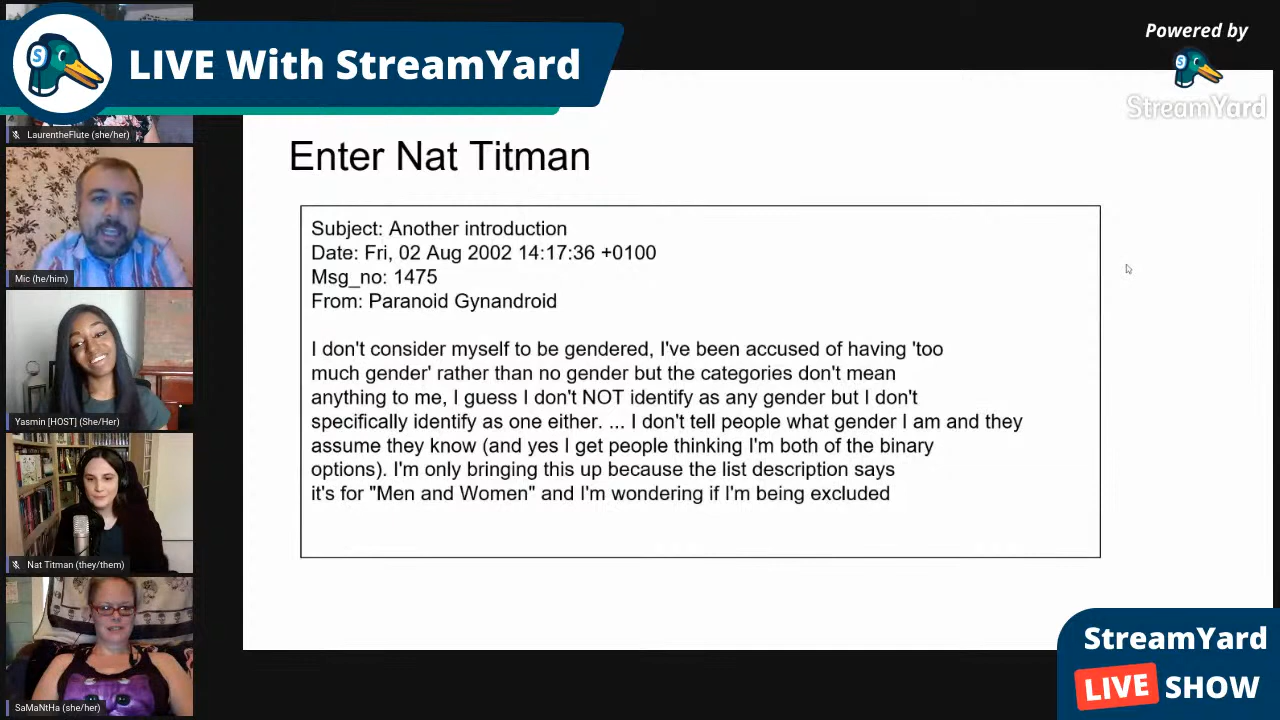 LIVE With StreamYard
Powered by
StreamYard
LaurentheFlute (she/her)
Mic (he/him)
Yasmin [HOST] (She/Her)
Nat Titman (they/them)
SaMaNtHa (she/her)
Enter Nat Titman
Subject: Another introduction
Date: Fri, 02 Aug 2002 14:17:36 +0100
Msg_no: 1475
From: Paranoid Gynandroid
I don't consider myself to be gendered, I've been accused of having 'too
much gender' rather than no gender but the categories don't mean
anything to me, I guess I don't NOT identify as any gender but I don't
specifically identify as one either. ... I don't tell people what gender I am and they
assume they know (and yes I get people thinking I'm both of the binary
options). I'm only bringing this up because the list description says
it's for "Men and Women" and I'm wondering if I'm being excluded
StreamYard
LIVE SHOW